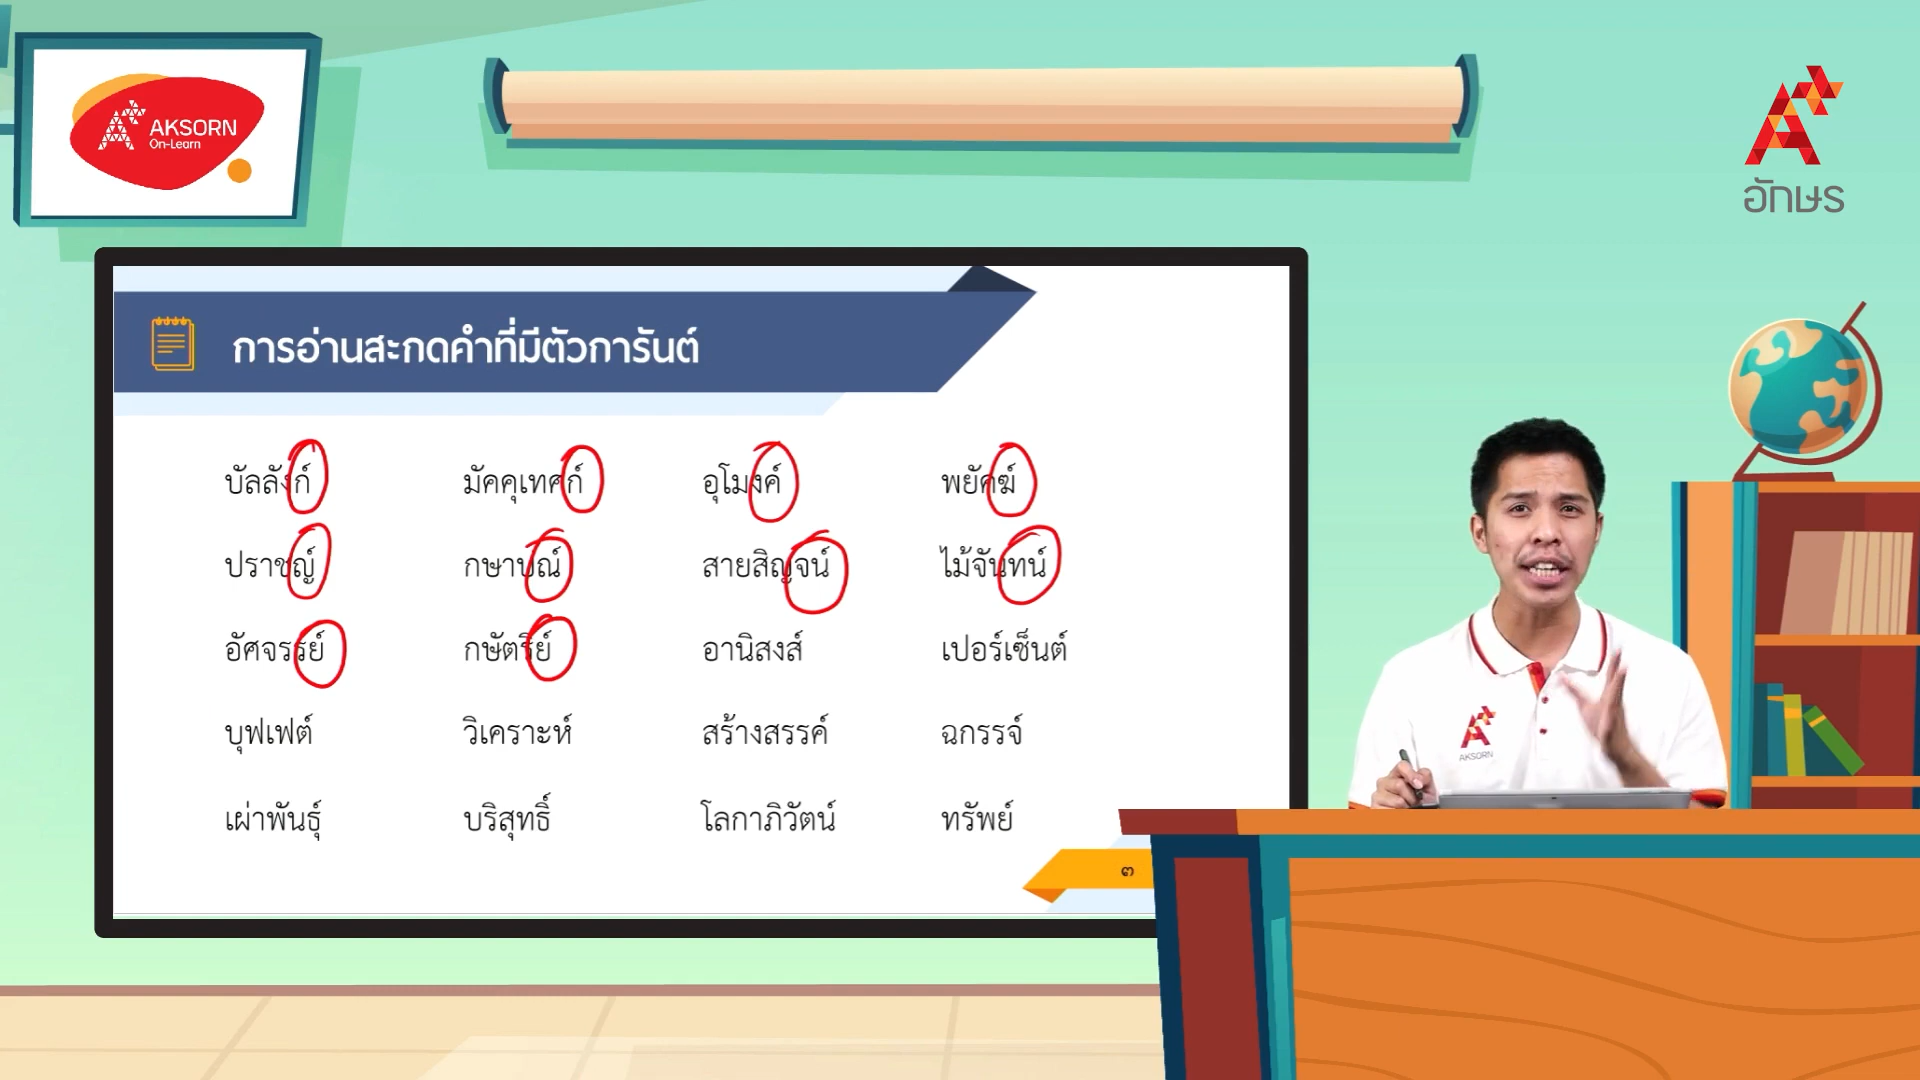 AKSORN
On-Learn
อักษร
การอ่านสะกดคำที่มีตัวการันต์
บัลลังก์ มัคคุเทศก์ อุโมงค์ พยัคฆ์
ปราชญ์ กษาปณ์ สายสิญจน์ ไม้จันทน์
อัศจรรย์ กษัตริย์ อานิสงส์ เปอร์เซ็นต์
บุฟเฟต์ วิเคราะห์ สร้างสรรค์ ฉกรรจ์
เผ่าพันธุ์ บริสุทธิ์ โลกาภิวัตน์ ทรัพย์
๓
AKSORN